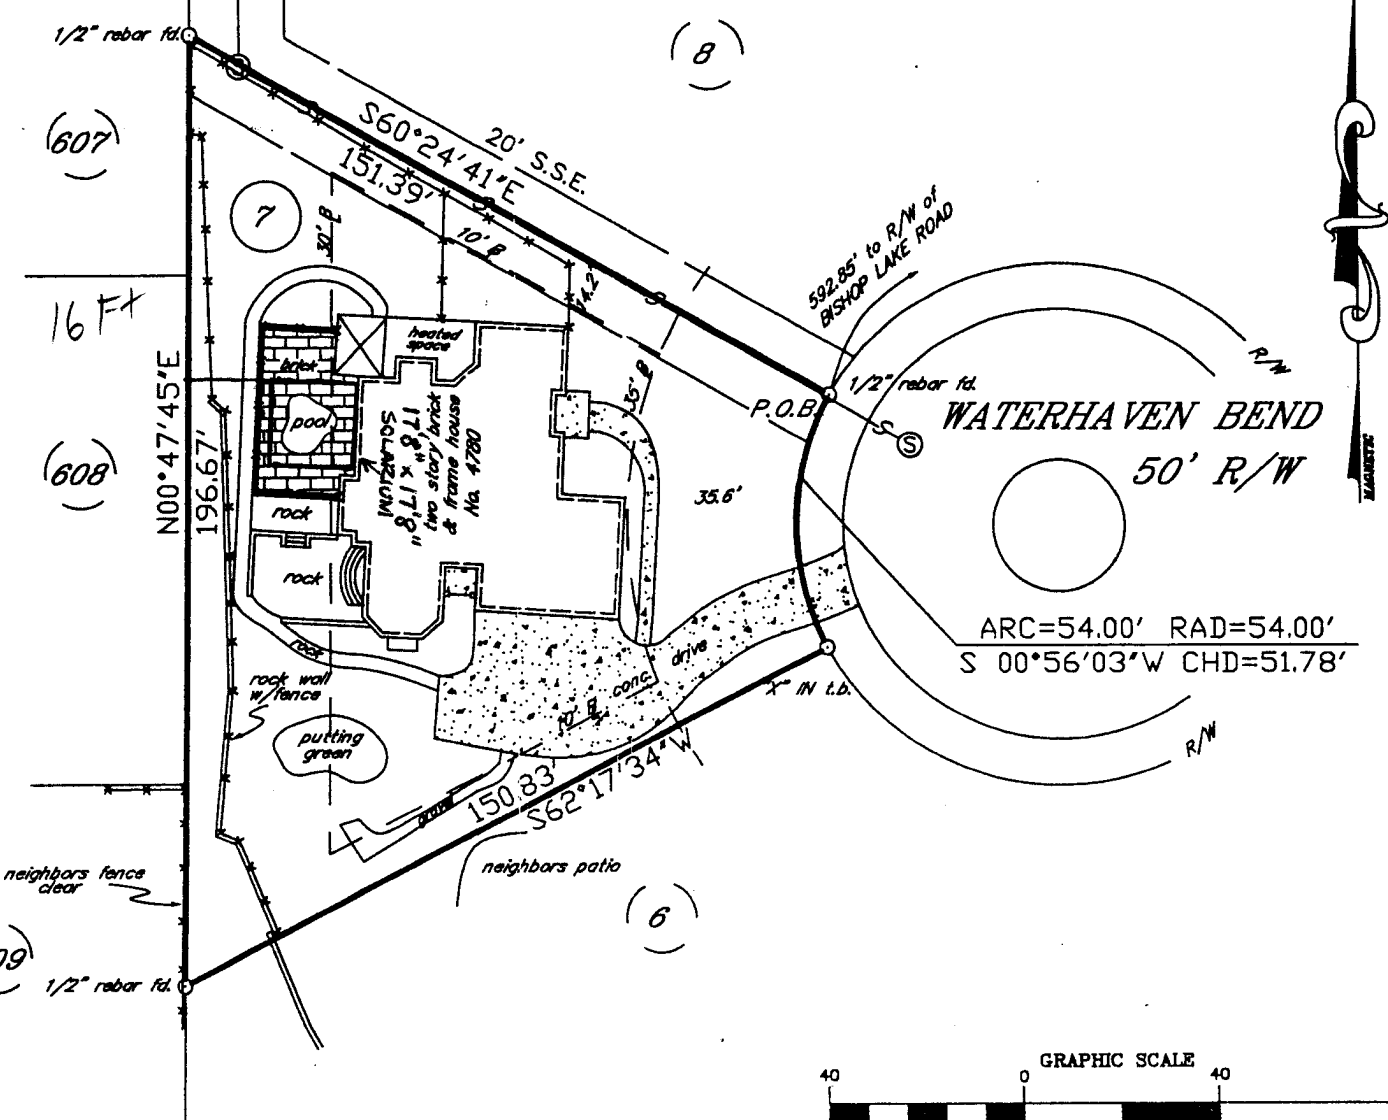 1/2" rebar fd.
(8)
(607)
S60°24'41"E
151.39'
20' S.S.E.
7
30' B
10' B
14.2'
592.85' to R/W of
BISHOP LAKE ROAD
16 Ft
heated
space
brick
pool
35' B
1/2" rebar fd.
P.O.B.
S
R/W
WATERHAVEN BEND
50' R/W
MAGNETIC
N00°47'45"E
196.67'
(608)
two story brick
& frame house
No. 4780
17'8" x 17'8"
SOLARIUM
35.6'
rock
rock
rock
ARC=54.00' RAD=54.00'
S 00°56'03"W CHD=51.78'
rock wall
w/fence
conc. drive
"X" IN t.b.
10' B
putting
green
R/W
gravel
150.83'
S62°17'34"W
neighbors fence
clear
neighbors patio
(6)
09)
1/2" rebar fd.
GRAPHIC SCALE
40 0 40